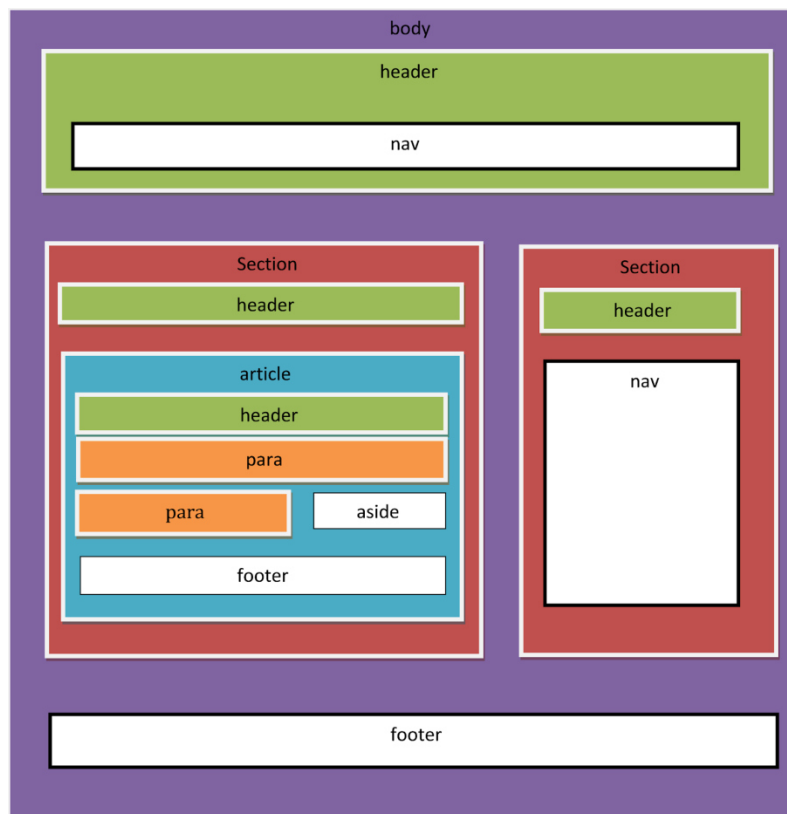 body
header
nav
Section
header
article
header
para
para
aside
footer
Section
header
nav
footer